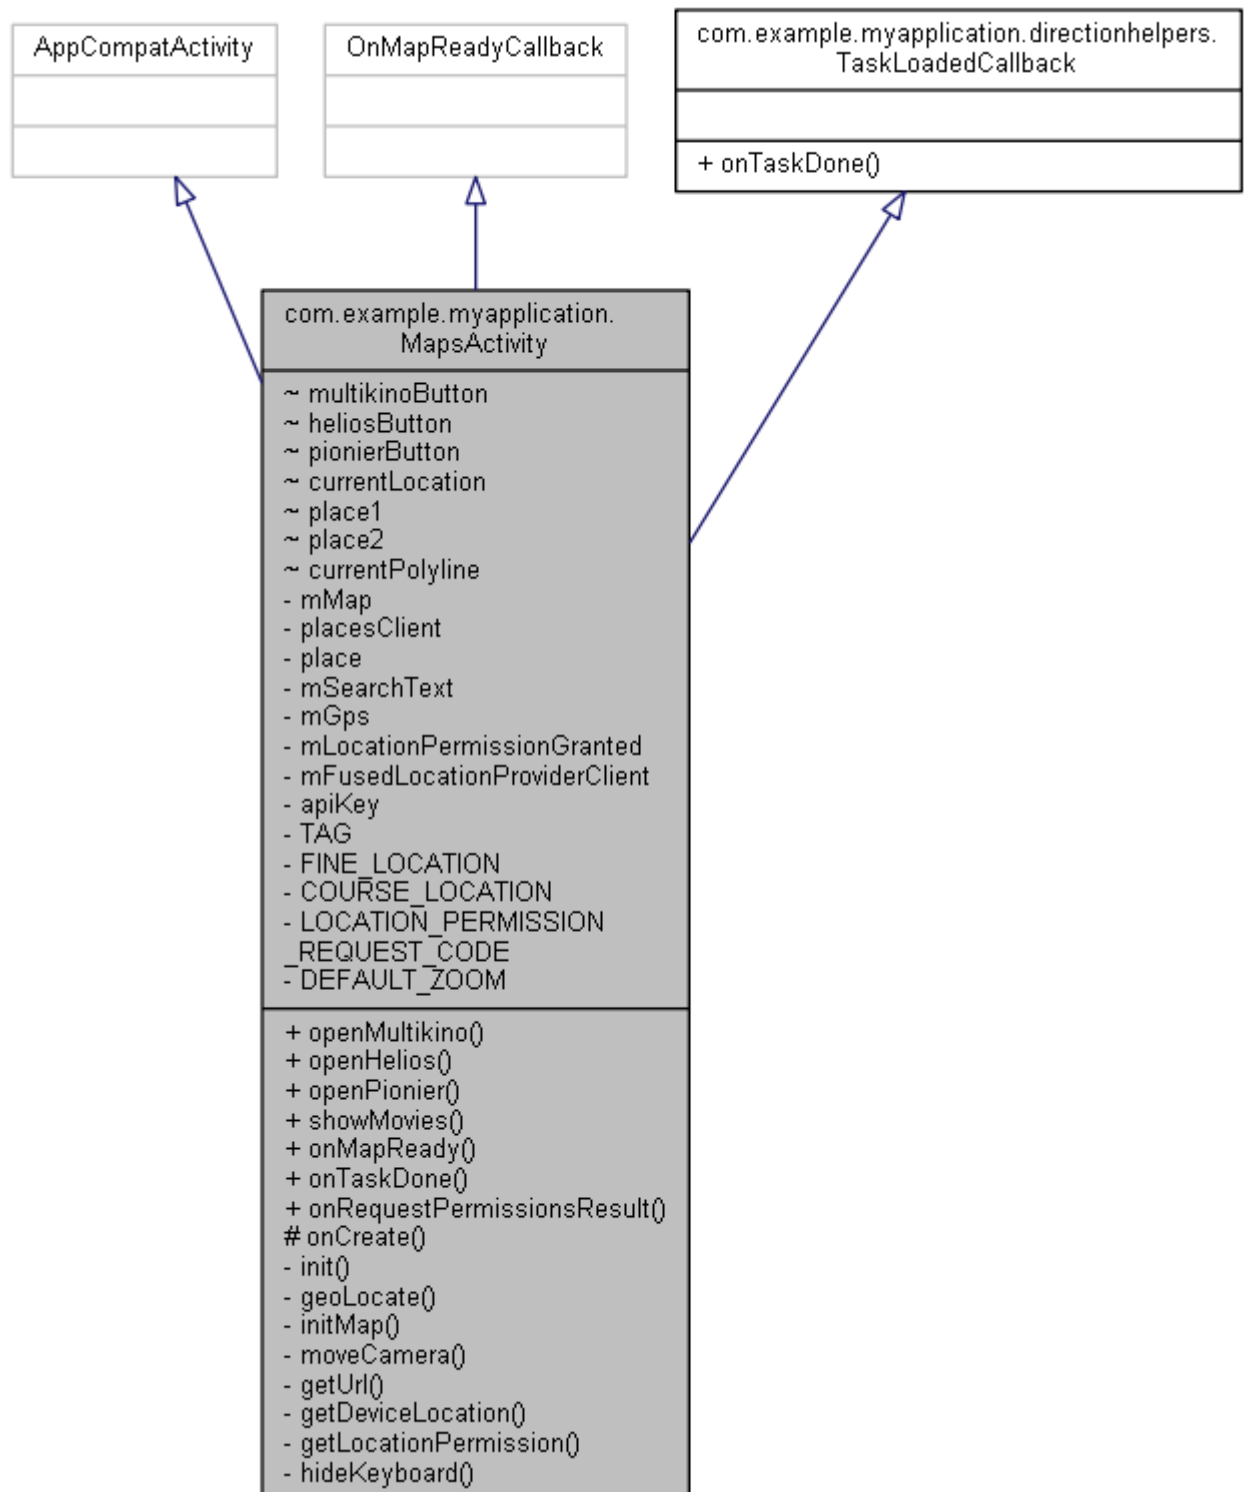 AppCompatActivity
OnMapReadyCallback
com.example.myapplication.directionhelpers.
TaskLoadedCallback
+ onTaskDone()
com.example.myapplication.
MapsActivity
~ multikinoButton
~ heliosButton
~ pionierButton
~ currentLocation
~ place1
~ place2
~ currentPolyline
- mMap
- placesClient
- place
- mSearchText
- mGps
- mLocationPermissionGranted
- mFusedLocationProviderClient
- apiKey
- TAG
- FINE_LOCATION
- COURSE_LOCATION
- LOCATION_PERMISSION
_REQUEST_CODE
- DEFAULT_ZOOM
+ openMultikino()
+ openHelios()
+ openPionier()
+ showMovies()
+ onMapReady()
+ onTaskDone()
+ onRequestPermissionsResult()
# onCreate()
- init()
- geoLocate()
- initMap()
- moveCamera()
- getUrl()
- getDeviceLocation()
- getLocationPermission()
- hideKeyboard()